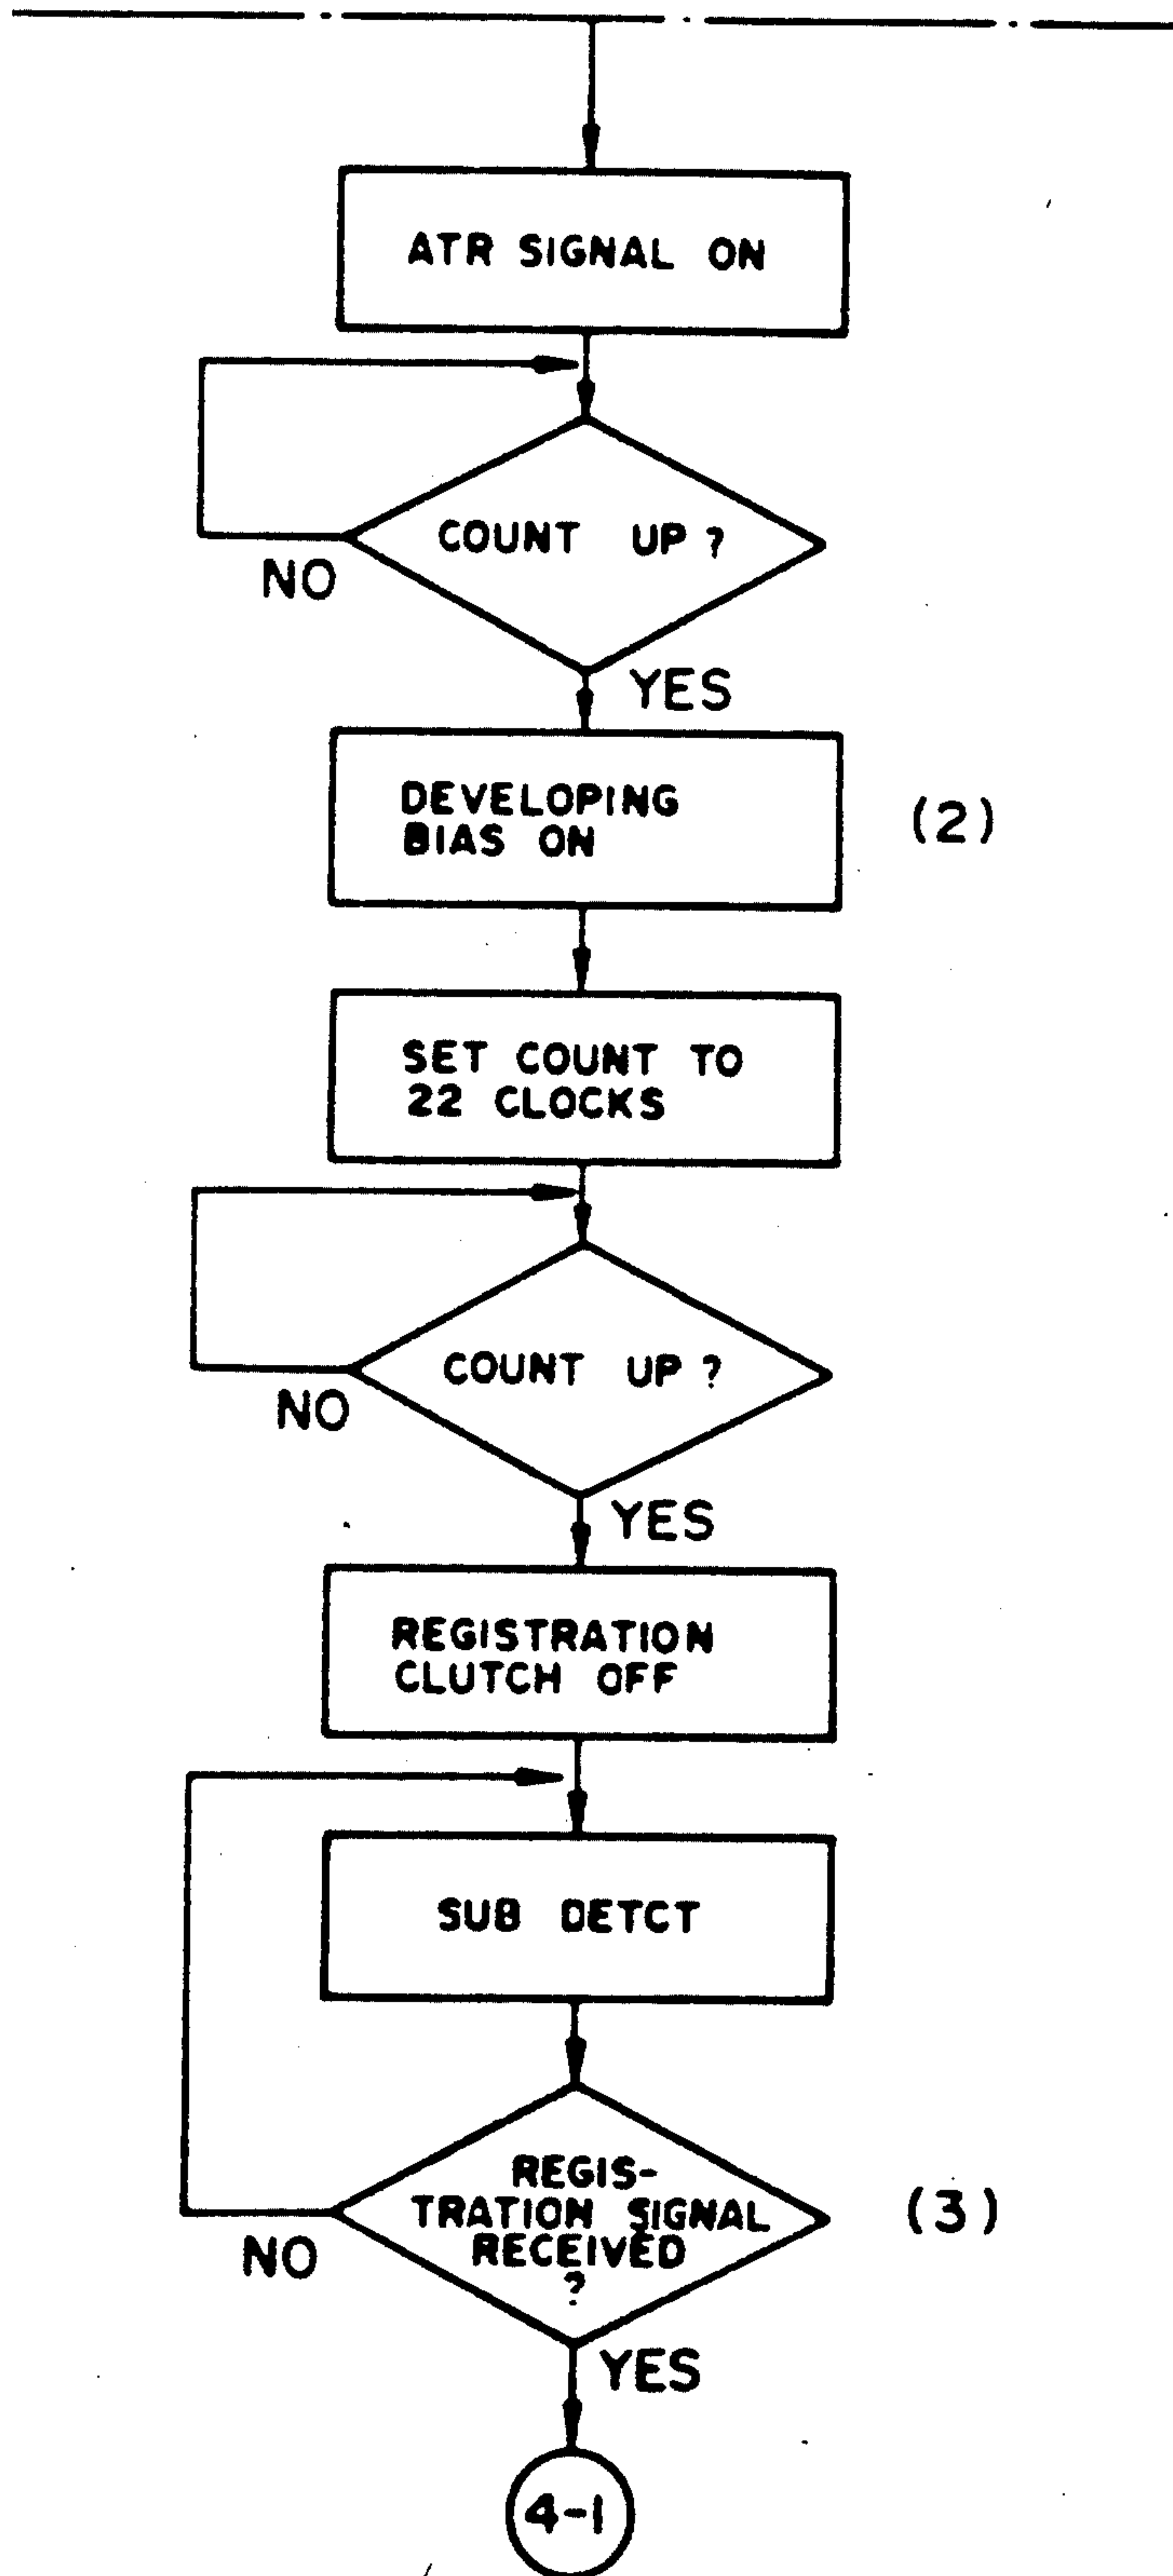 ATR SIGNAL ON
COUNT UP ?
NO
YES
DEVELOPING
BIAS ON
(2)
SET COUNT TO
22 CLOCKS
COUNT UP ?
NO
YES
REGISTRATION
CLUTCH OFF
SUB DETCT
REGIS-
TRATION SIGNAL
RECEIVED
?
(3)
NO
YES
4-1